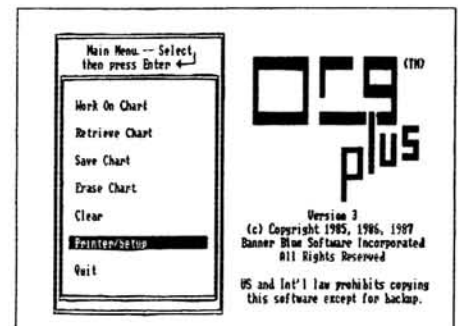 Main Menu -- Select,
then press Enter ↵
Work On Chart
Retrieve Chart
Save Chart
Erase Chart
Clear
Printer/Setup
Quit
Org (TM)
plus
Version 3
(c) Copyright 1985, 1986, 1987
Banner Blue Software Incorporated
All Rights Reserved
US and Int'l law prohibits copying
this software except for backup.